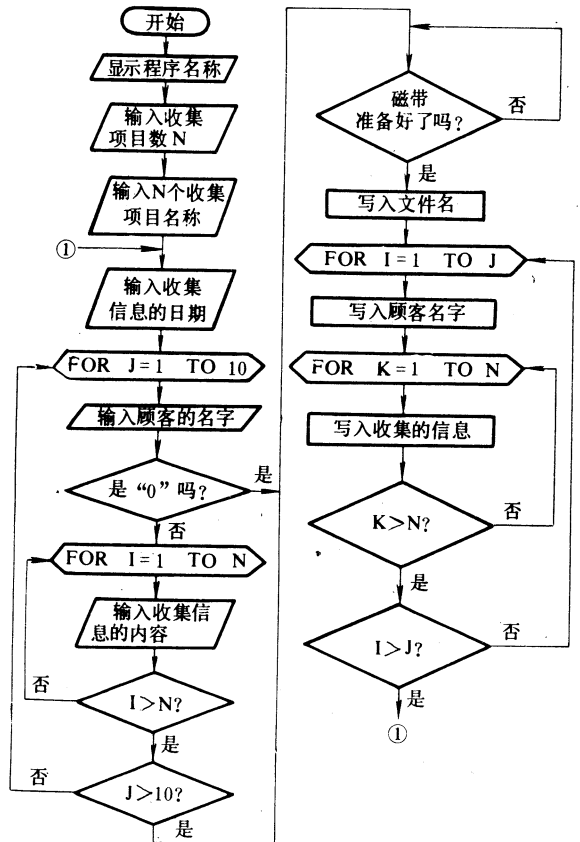 开始
显示程序名称
输入收集
项目数N
输入N个收集
项目名称
①
输入收集
信息的日期
FOR J=1 TO 10
输入顾客的名字
是“0”吗?
是
否
FOR I=1 TO N
输入收集信
息的内容
I>N?
否
是
J>10?
否
是
磁带
准备好了吗?
否
是
写入文件名
FOR I=1 TO J
写入顾客名字
FOR K=1 TO N
写入收集的信息
K>N?
否
是
I>J?
否
是
①